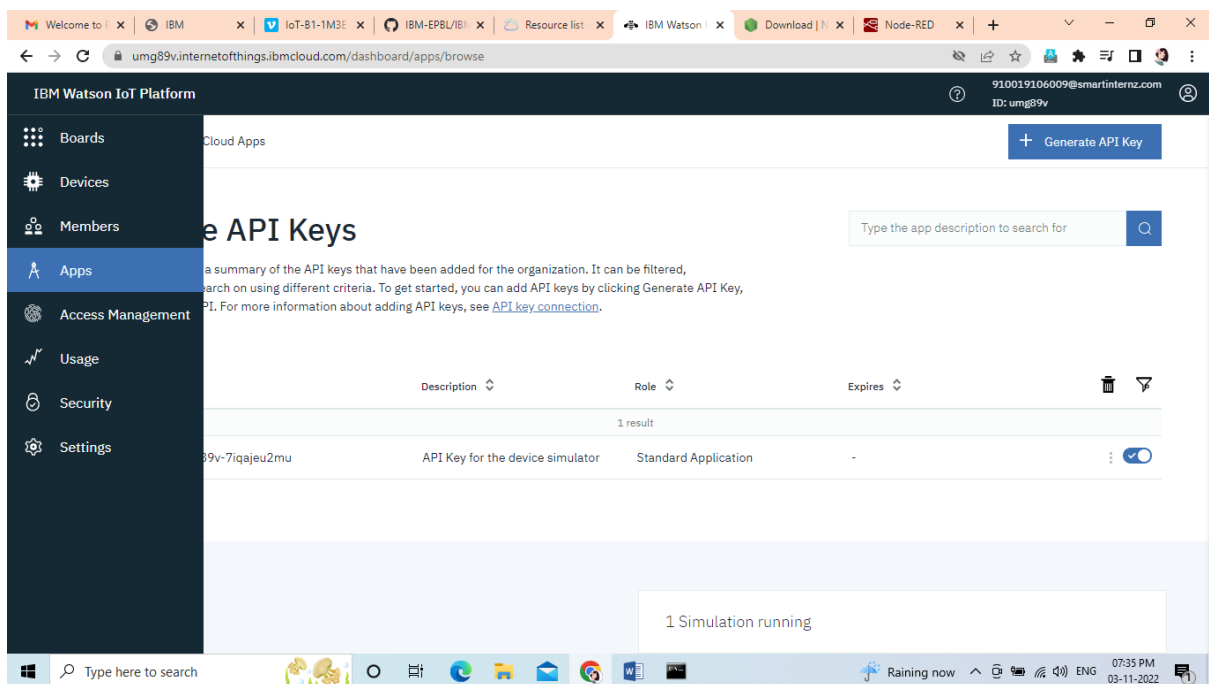 Welcome to F
IBM
IoT-B1-1M3E
IBM-EPBL/IBM
Resource list
IBM Watson I
Download | N
Node-RED
umg89v.internetofthings.ibmcloud.com/dashboard/apps/browse
IBM Watson IoT Platform
910019106009@smartinternz.com
ID: umg89v
Boards
Cloud Apps
+ Generate API Key
Devices
Members
e API Keys
Type the app description to search for
Apps
a summary of the API keys that have been added for the organization. It can be filtered,
earch on using different criteria. To get started, you can add API keys by clicking Generate API Key,
Access Management
PI. For more information about adding API keys, see API key connection.
Usage
Description
Role
Expires
Security
1 result
Settings
39v-7iqajeu2mu
API Key for the device simulator
Standard Application
-
1 Simulation running
Type here to search
Raining now
ENG
07:35 PM
03-11-2022
1